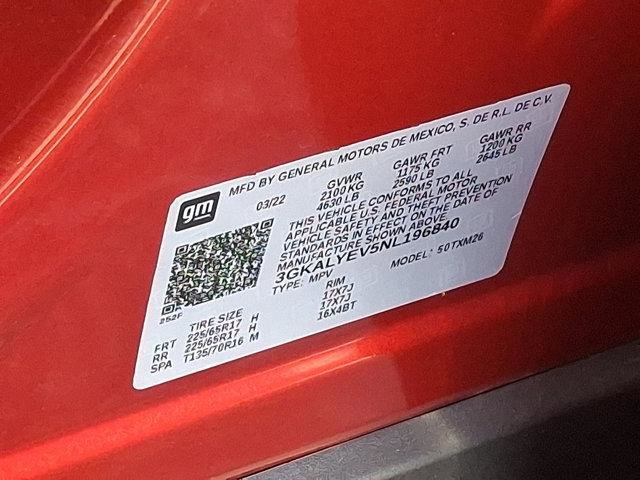 gm
MFD BY GENERAL MOTORS DE MEXICO, S. DE R.L. DE C.V.
03/22 GVWR GAWR FRT GAWR RR
2100 KG 1175 KG 1200 KG
4630 LB 2590 LB 2645 LB
THIS VEHICLE CONFORMS TO ALL
APPLICABLE U.S. FEDERAL MOTOR
VEHICLE SAFETY AND THEFT PREVENTION
STANDARDS IN EFFECT ON THE DATE OF
MANUFACTURE SHOWN ABOVE.
3GKALYEV5NL196840
TYPE: MPV MODEL: 50TXM26
252F
TIRE SIZE RIM
FRT 225/65R17 H 17X7J
RR 225/65R17 H 17X7J
SPA T135/70R16 M 16X4BT